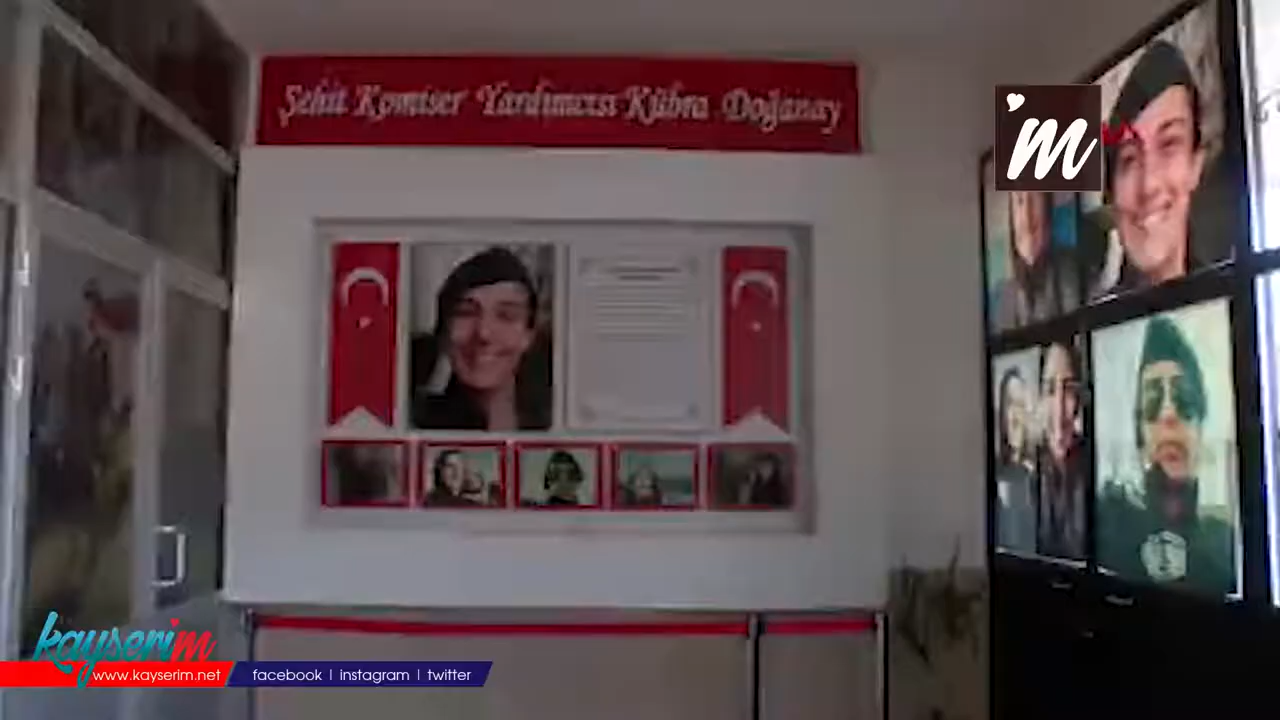 Şehit Komiser Yardımcısı Kübra Doğanay
'm
kayserim
www.kayserim.net
facebook | instagram | twitter